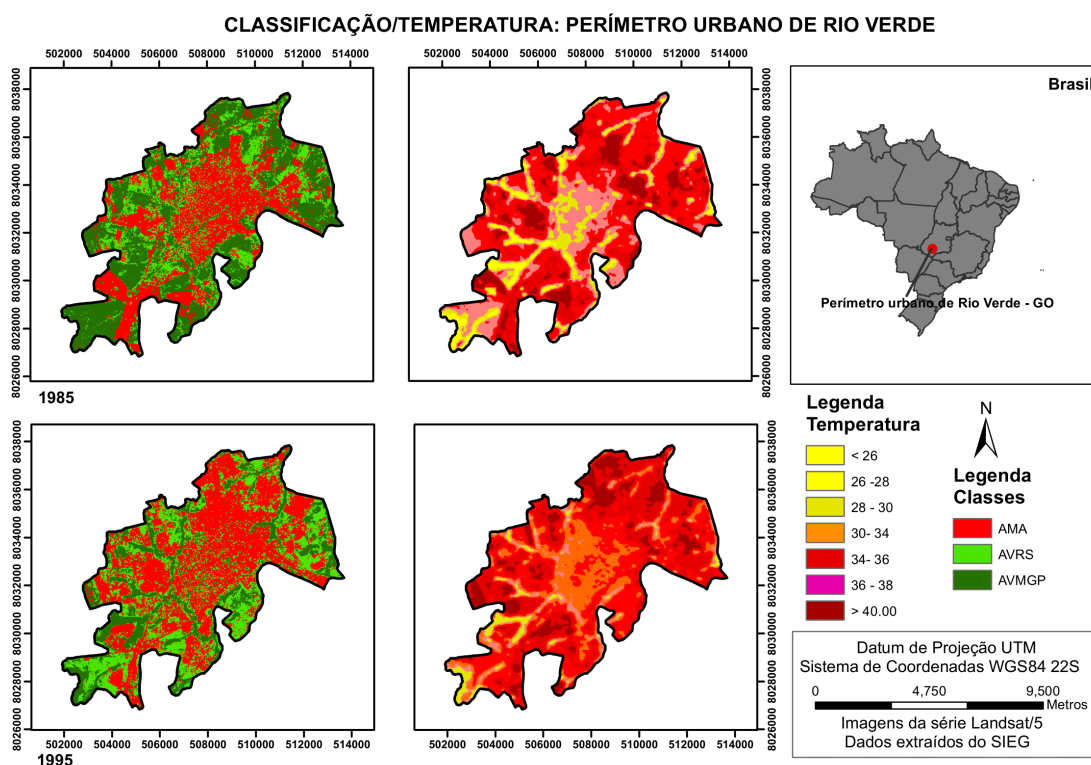 CLASSIFICAÇÃO/TEMPERATURA: PERÍMETRO URBANO DE RIO VERDE
502000 504000 506000 508000 510000 512000 514000
502000 504000 506000 508000 510000 512000 514000
8038000
8036000
8034000
8032000
8030000
8028000
8026000
8038000
8036000
8034000
8032000
8030000
8028000
8026000
1985
Brasil
Perímetro urbano de Rio Verde - GO
8038000
8036000
8034000
8032000
8030000
8028000
8026000
8038000
8036000
8034000
8032000
8030000
8028000
8026000
502000 504000 506000 508000 510000 512000 514000
502000 504000 506000 508000 510000 512000 514000
1995
Legenda
Temperatura
< 26
26 -28
28 - 30
30- 34
34- 36
36 - 38
> 40.00
N
Legenda
Classes
AMA
AVRS
AVMGP
Datum de Projeção UTM
Sistema de Coordenadas WGS84 22S
0 4,750 9,500
Metros
Imagens da série Landsat/5
Dados extraídos do SIEG